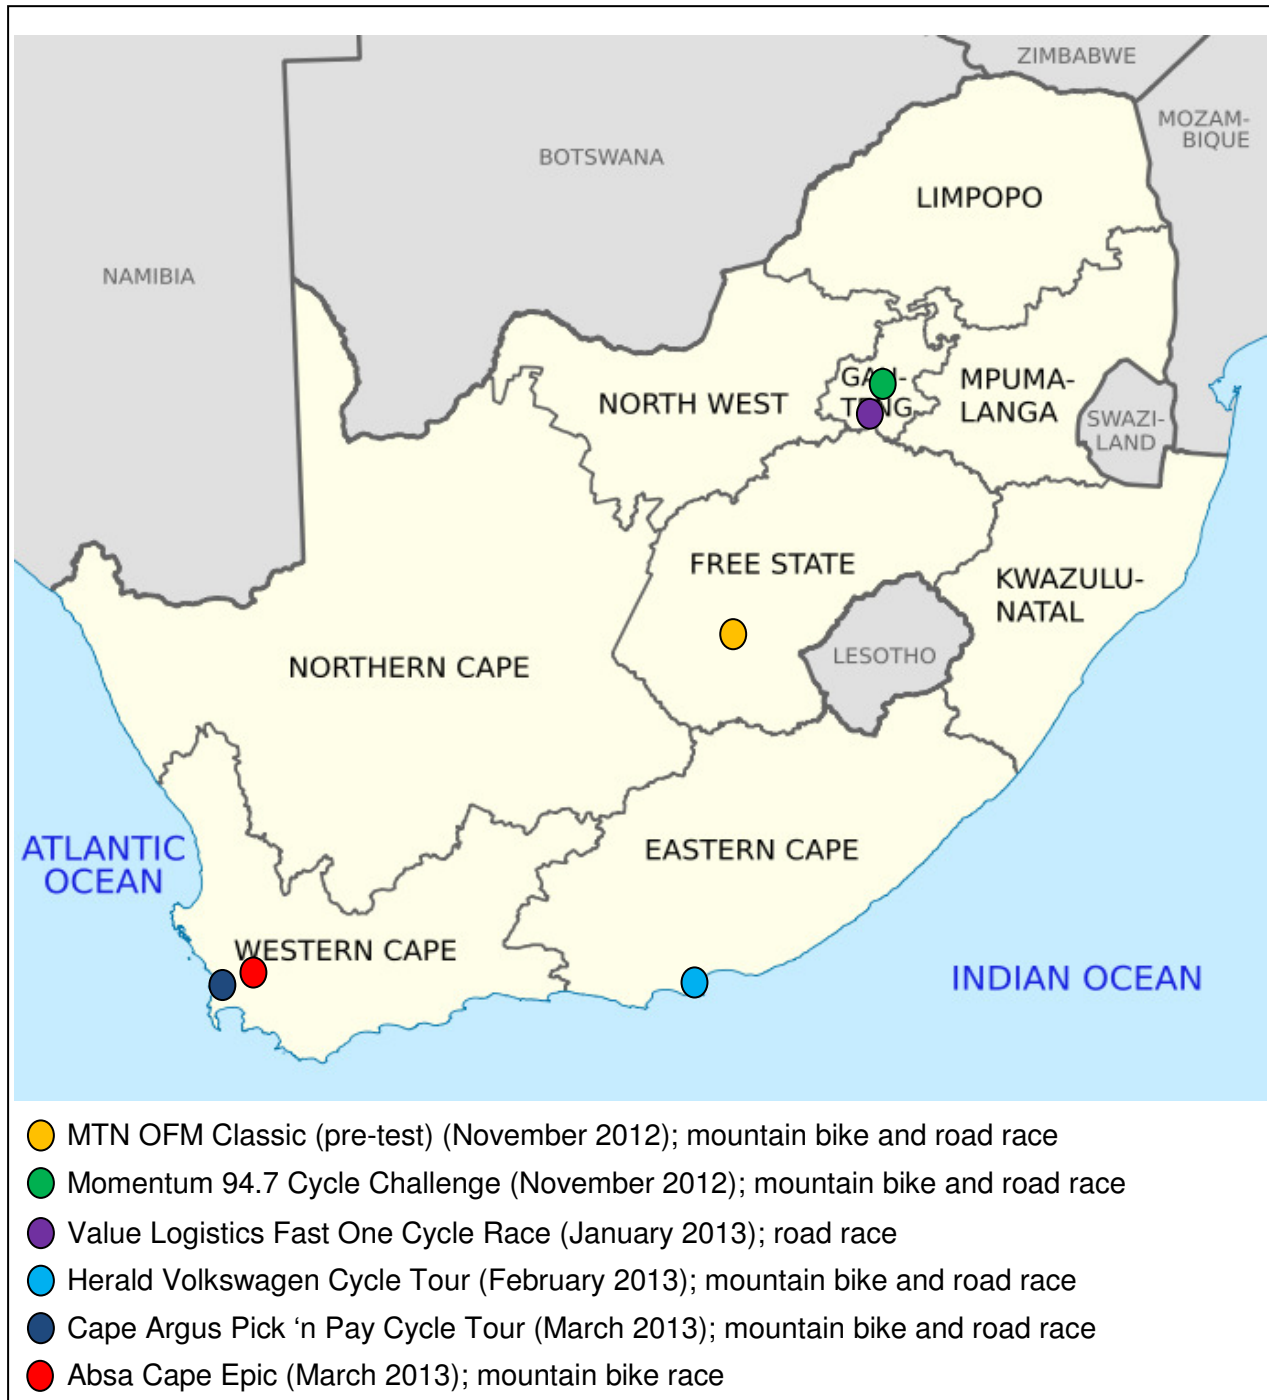 ZIMBABWE
MOZAM-
BIQUE
BOTSWANA
LIMPOPO
NAMIBIA
GAU-
TENG
MPUMA-
LANGA
NORTH WEST
SWAZI-
LAND
FREE STATE
KWAZULU-
NATAL
LESOTHO
NORTHERN CAPE
ATLANTIC
OCEAN
EASTERN CAPE
WESTERN CAPE
INDIAN OCEAN
MTN OFM Classic (pre-test) (November 2012); mountain bike and road race
Momentum 94.7 Cycle Challenge (November 2012); mountain bike and road race
Value Logistics Fast One Cycle Race (January 2013); road race
Herald Volkswagen Cycle Tour (February 2013); mountain bike and road race
Cape Argus Pick ‘n Pay Cycle Tour (March 2013); mountain bike and road race
Absa Cape Epic (March 2013); mountain bike race